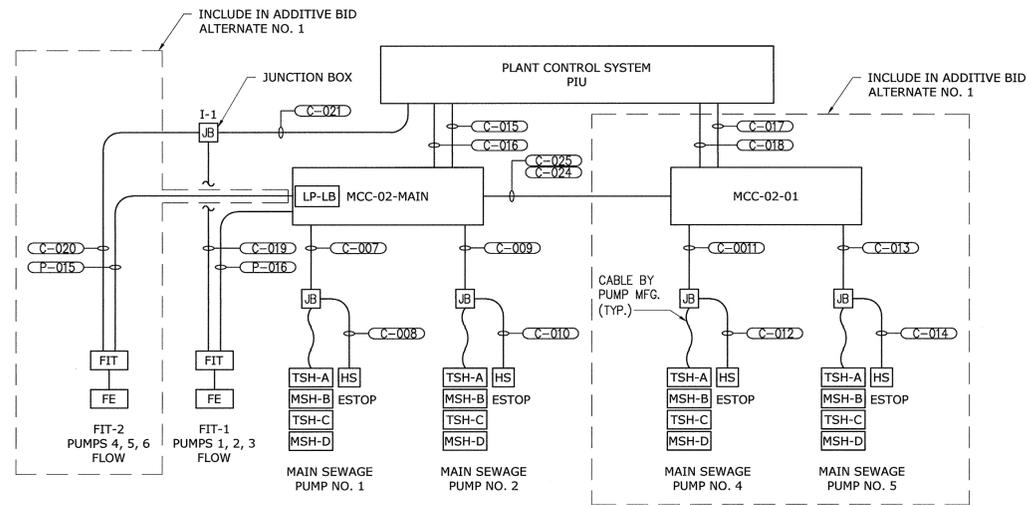 INCLUDE IN ADDITIVE BID
ALTERNATE NO. 1
JUNCTION BOX
PLANT CONTROL SYSTEM
PIU
INCLUDE IN ADDITIVE BID
ALTERNATE NO. 1
I-1
JB
C-021
C-015
C-016
C-017
C-018
C-025
C-024
LP-LB
MCC-02-MAIN
MCC-02-01
C-020
P-015
C-019
P-016
C-007
C-009
C-0011
C-013
CABLE BY
PUMP MFG.
(TYP.)
JB
JB
JB
JB
C-008
C-010
C-012
C-014
FIT
FE
FIT-2
PUMPS 4, 5, 6
FLOW
FIT
FE
FIT-1
PUMPS 1, 2, 3
FLOW
TSH-A
MSH-B
TSH-C
MSH-D
HS
ESTOP
MAIN SEWAGE
PUMP NO. 1
TSH-A
MSH-B
TSH-C
MSH-D
HS
ESTOP
MAIN SEWAGE
PUMP NO. 2
TSH-A
MSH-B
TSH-C
MSH-D
HS
ESTOP
MAIN SEWAGE
PUMP NO. 4
TSH-A
MSH-B
TSH-C
MSH-D
HS
ESTOP
MAIN SEWAGE
PUMP NO. 5